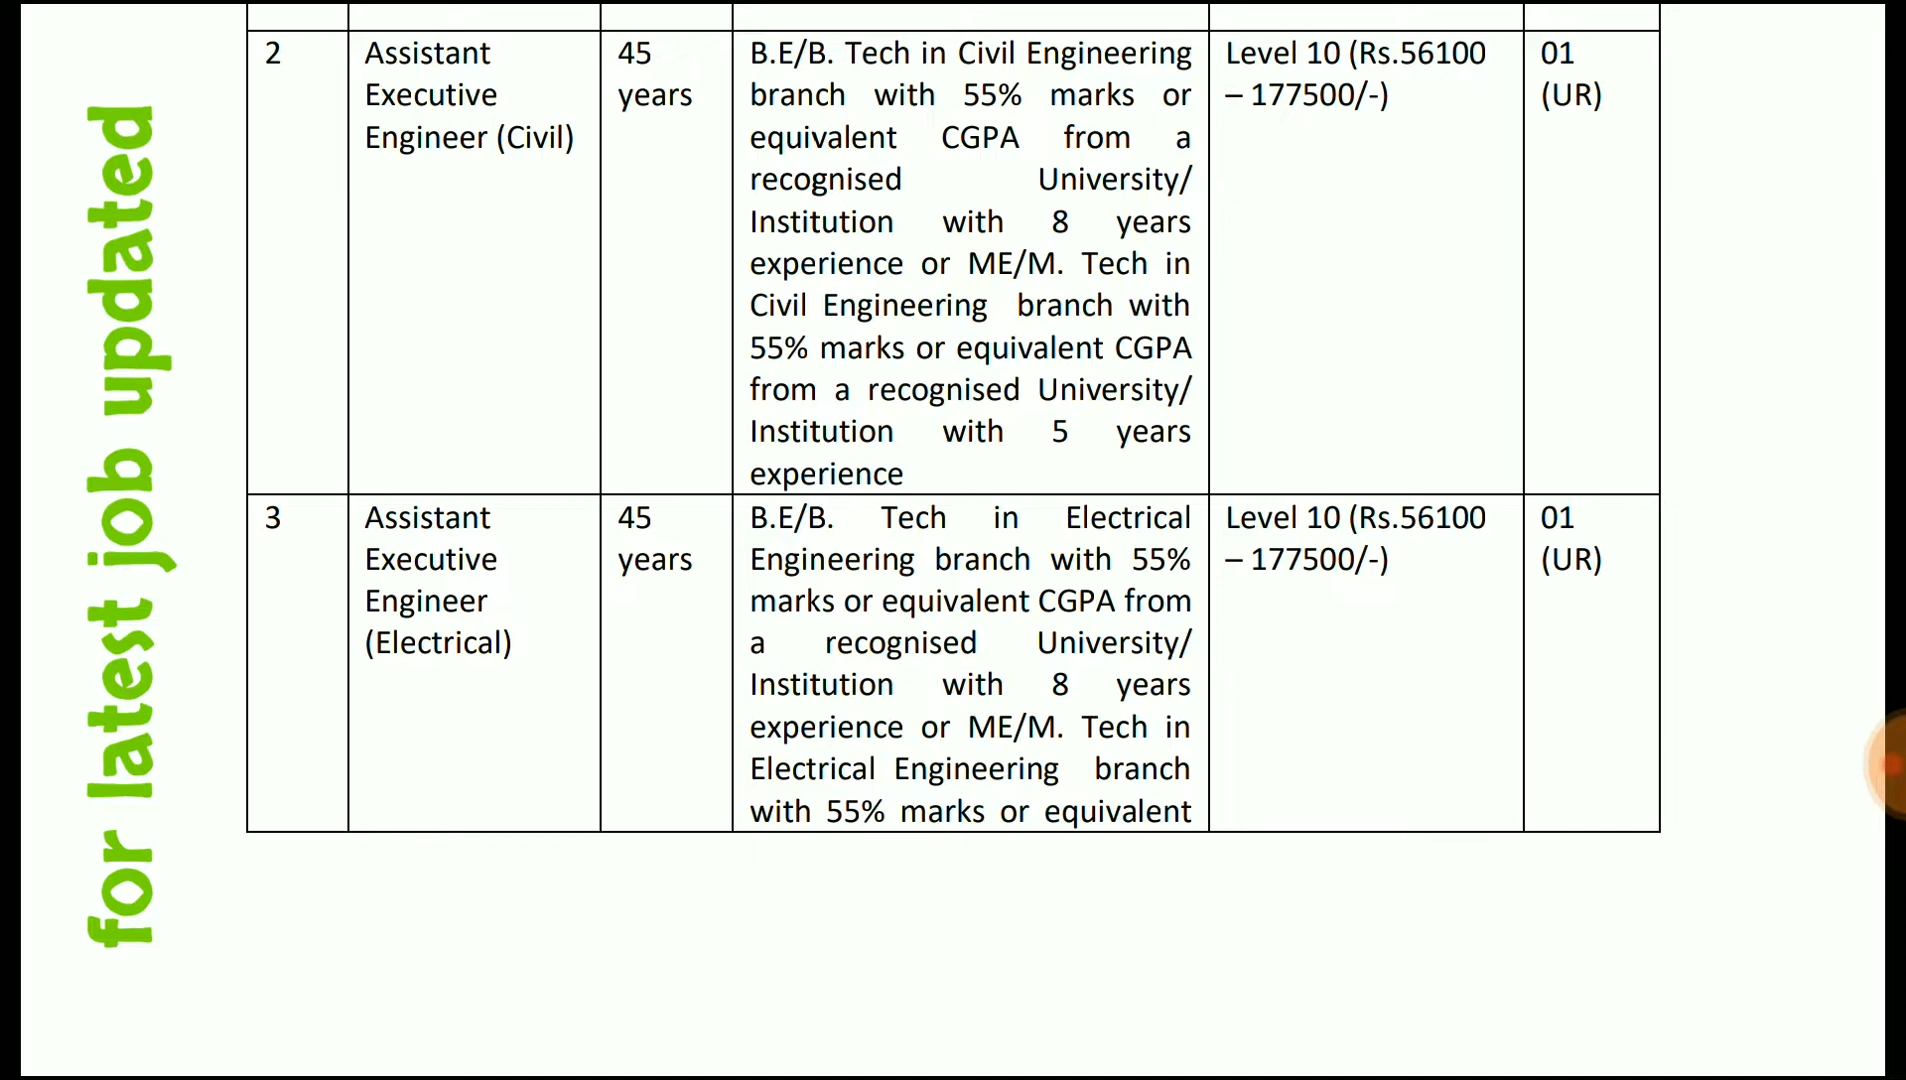 for latest job updated
2
Assistant
Executive
Engineer (Civil)
45
years
B.E/B. Tech in Civil Engineering
branch with 55% marks or
equivalent CGPA from a
recognised University/
Institution with 8 years
experience or ME/M. Tech in
Civil Engineering branch with
55% marks or equivalent CGPA
from a recognised University/
Institution with 5 years
experience
Level 10 (Rs.56100
– 177500/-)
01
(UR)
3
Assistant
Executive
Engineer
(Electrical)
45
years
B.E/B. Tech in Electrical
Engineering branch with 55%
marks or equivalent CGPA from
a recognised University/
Institution with 8 years
experience or ME/M. Tech in
Electrical Engineering branch
with 55% marks or equivalent
Level 10 (Rs.56100
– 177500/-)
01
(UR)